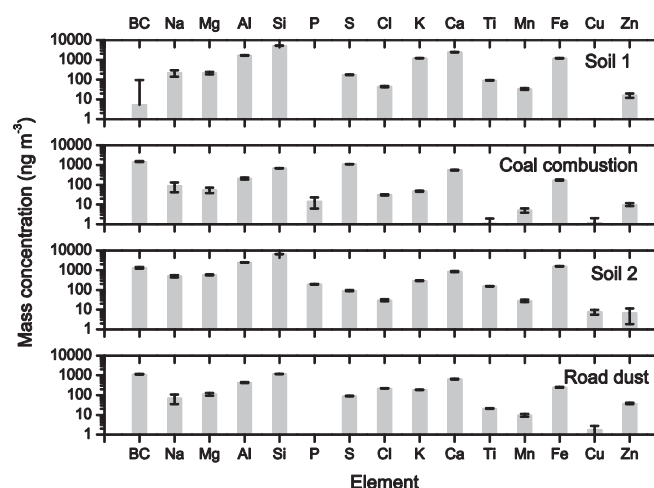 BC Na Mg Al Si P S Cl K Ca Ti Mn Fe Cu Zn
Mass concentration (ng m⁻³)
10000
1000
100
10
1
Soil 1
10000
1000
100
10
1
Coal combustion
10000
1000
100
10
1
Soil 2
10000
1000
100
10
1
Road dust
BC Na Mg Al Si P S Cl K Ca Ti Mn Fe Cu Zn
Element